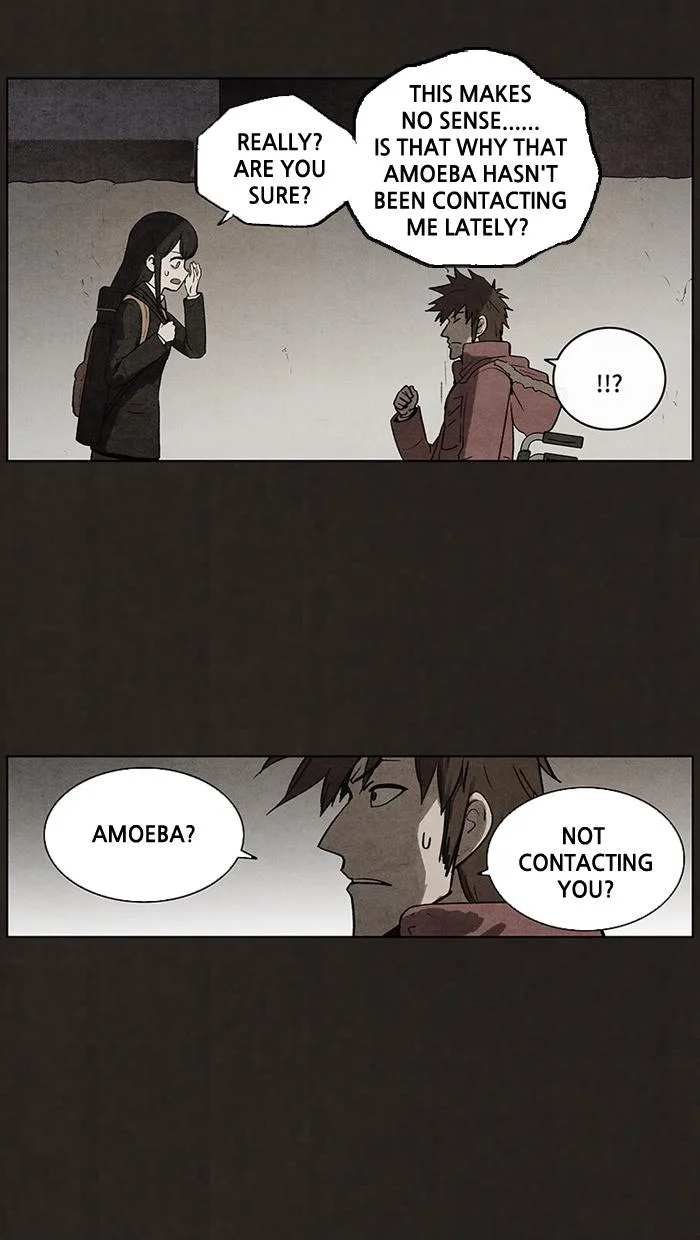 REALLY?
ARE YOU
SURE?
THIS MAKES
NO SENSE......
IS THAT WHY THAT
AMOEBA HASN'T
BEEN CONTACTING
ME LATELY?
!!?
AMOEBA?
NOT
CONTACTING
YOU?